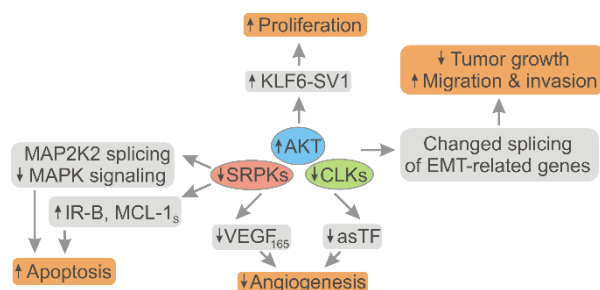 ↑ Proliferation
↑ KLF6-SV1
↓ Tumor growth
↑ Migration & invasion
↑AKT
↓SRPKs
↓CLKs
Changed splicing
of EMT-related genes
MAP2K2 splicing
↓ MAPK signaling
↑ IR-B, MCL-1s
↓VEGF165
↓asTF
↑ Apoptosis
↓Angiogenesis